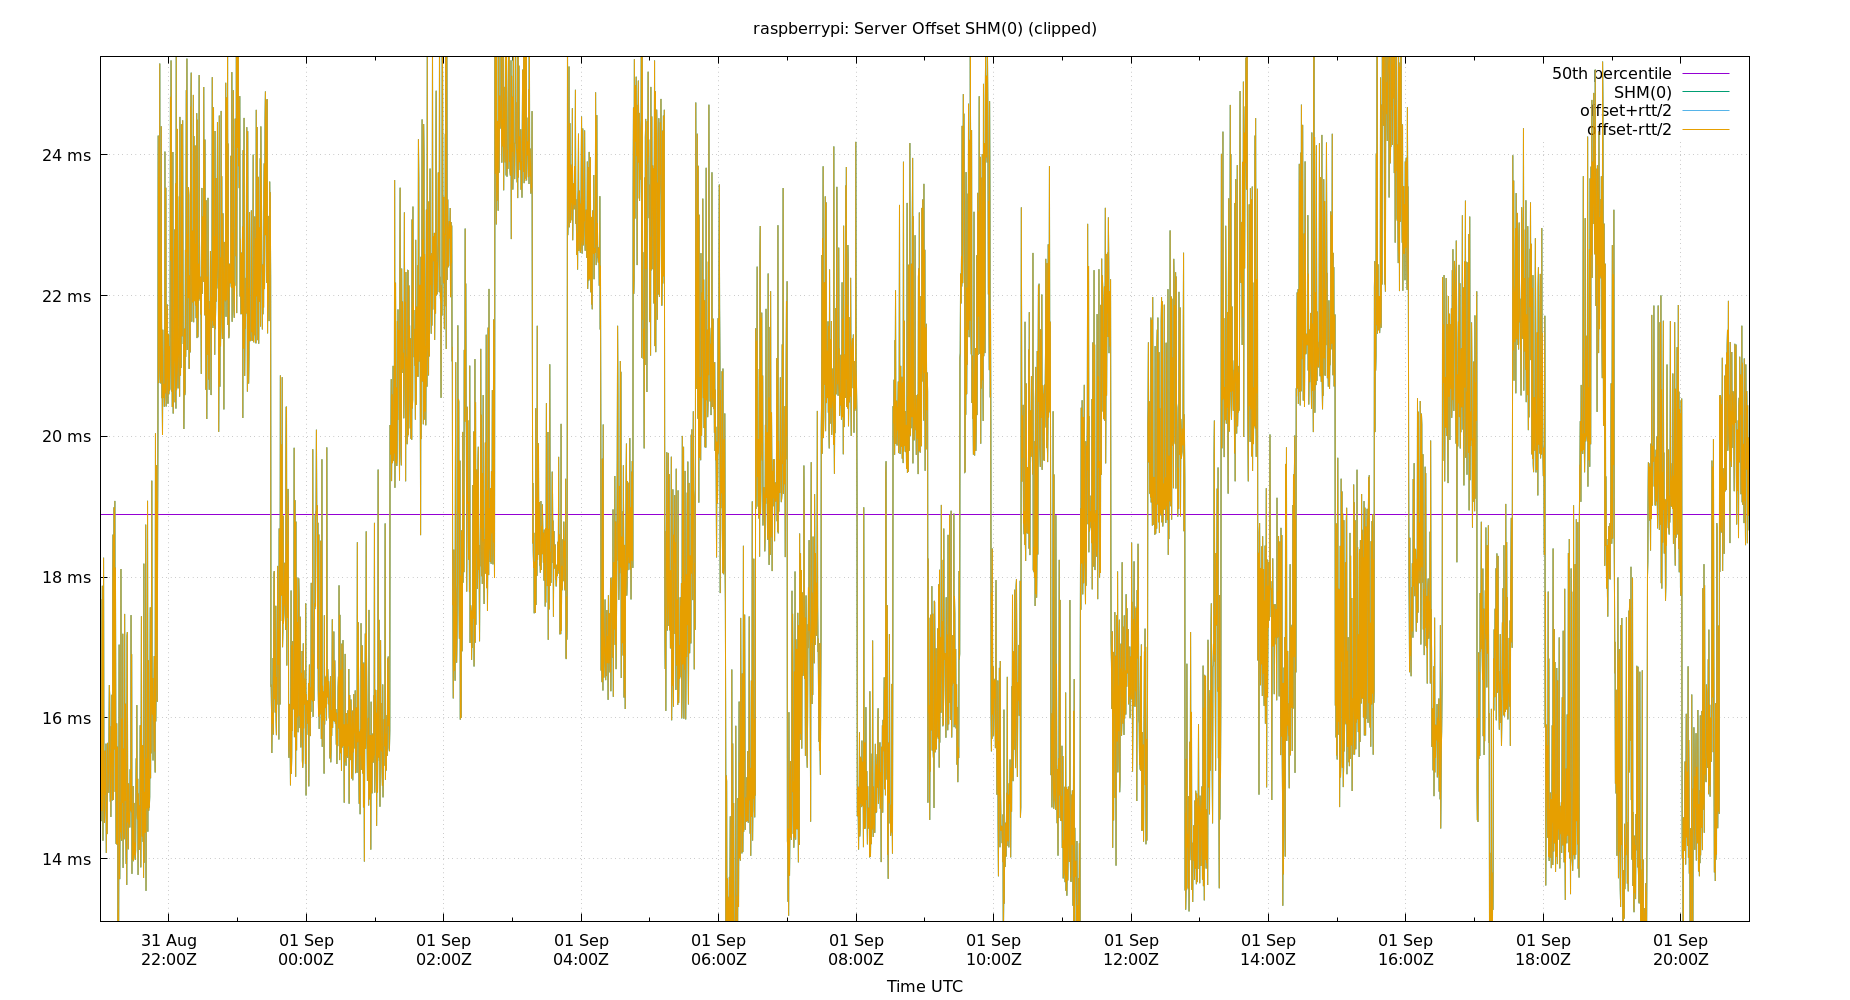 raspberrypi: Server Offset SHM(0) (clipped)
50th percentile
SHM(0)
offset+rtt/2
offset-rtt/2
24 ms
22 ms
20 ms
18 ms
16 ms
14 ms
31 Aug 01 Sep 01 Sep 01 Sep 01 Sep 01 Sep 01 Sep 01 Sep 01 Sep 01 Sep 01 Sep 01 Sep
22:00Z 00:00Z 02:00Z 04:00Z 06:00Z 08:00Z 10:00Z 12:00Z 14:00Z 16:00Z 18:00Z 20:00Z
Time UTC